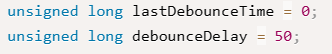 unsigned long lastDebounceTime = 0;
unsigned long debounceDelay = 50;